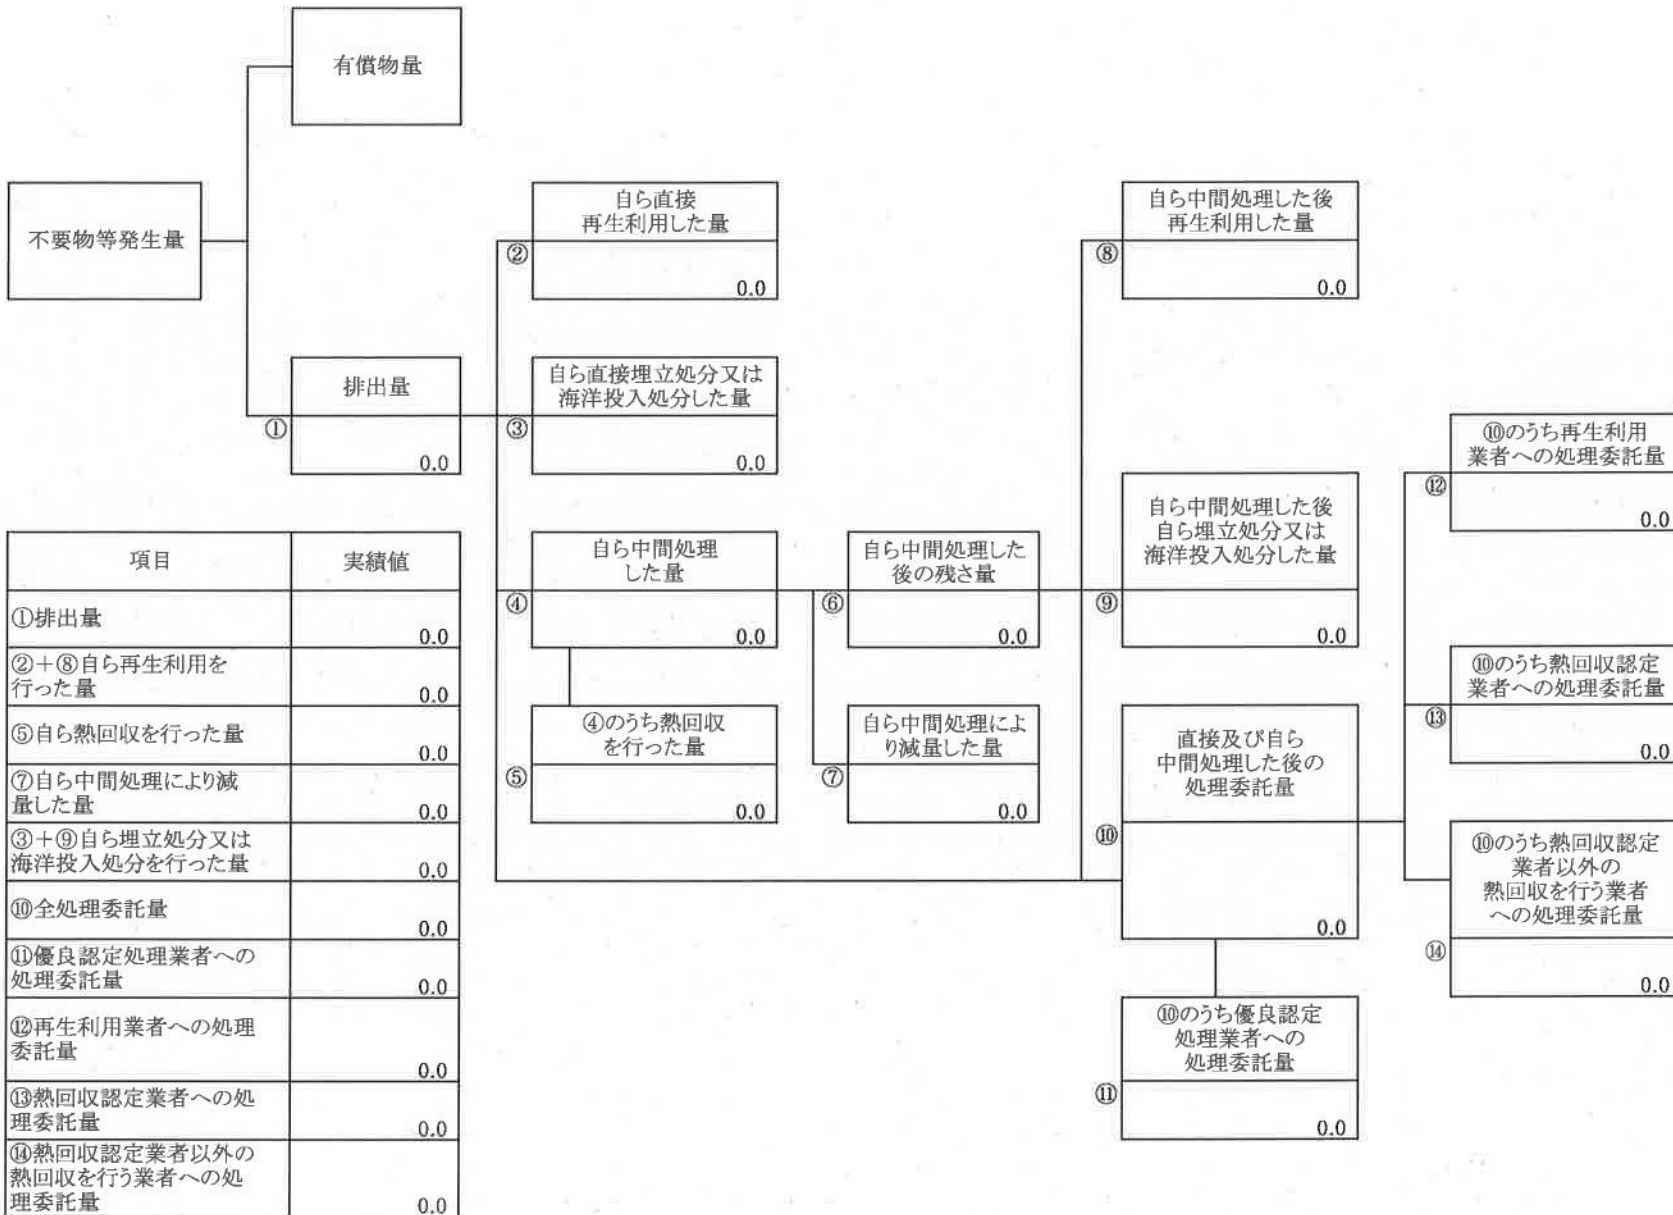 有償物量
不要物等発生量
排出量
①
0.0
自ら直接
再生利用した量
②
0.0
自ら直接埋立処分又は
海洋投入処分した量
③
0.0
自ら中間処理
した量
④
0.0
④のうち熱回収
を行った量
⑤
0.0
自ら中間処理した
後の残さ量
⑥
0.0
自ら中間処理によ
り減量した量
⑦
0.0
自ら中間処理した後
再生利用した量
⑧
0.0
自ら中間処理した後
自ら埋立処分又は
海洋投入処分した量
⑨
0.0
直接及び自ら
中間処理した後の
処理委託量
⑩
0.0
⑩のうち優良認定
処理業者への
処理委託量
⑪
0.0
⑩のうち再生利用
業者への処理委託量
⑫
0.0
⑩のうち熱回収認定
業者への処理委託量
⑬
0.0
⑩のうち熱回収認定
業者以外の
熱回収を行う業者
への処理委託量
⑭
0.0
項目 実績値
①排出量
0.0
②+⑧自ら再生利用を
行った量
0.0
⑤自ら熱回収を行った量
0.0
⑦自ら中間処理により減
量した量
0.0
③+⑨自ら埋立処分又は
海洋投入処分を行った量
0.0
⑩全処理委託量
0.0
⑪優良認定処理業者への
処理委託量
0.0
⑫再生利用業者への処理
委託量
0.0
⑬熱回収認定業者への処
理委託量
0.0
⑭熱回収認定業者以外の
熱回収を行う業者への処
理委託量
0.0